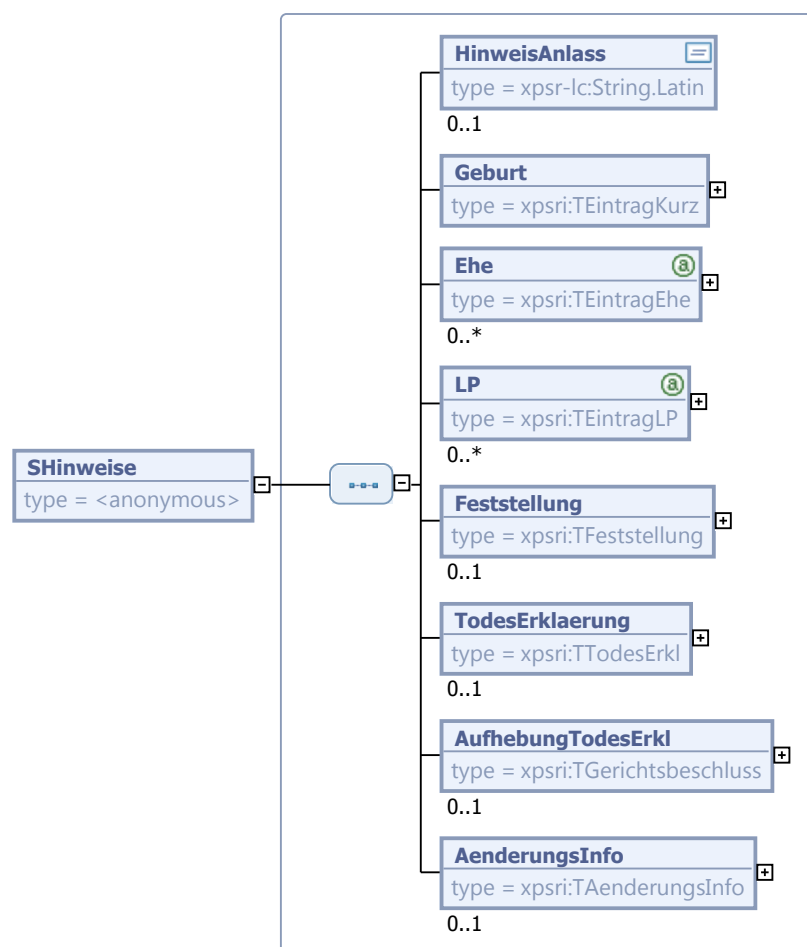 HinweisAnlass
type = xpsr-lc:String.Latin
0..1
Geburt
type = xpsri:TEintragKurz
Ehe
type = xpsri:TEintragEhe
0..*
LP
type = xpsri:TEintragLP
0..*
SHinweise
type = <anonymous>
Feststellung
type = xpsri:TFeststellung
0..1
TodesErklaerung
type = xpsri:TTodesErkl
0..1
AufhebungTodesErkl
type = xpsri:TGerichtsbeschluss
0..1
AenderungsInfo
type = xpsri:TAenderungsInfo
0..1